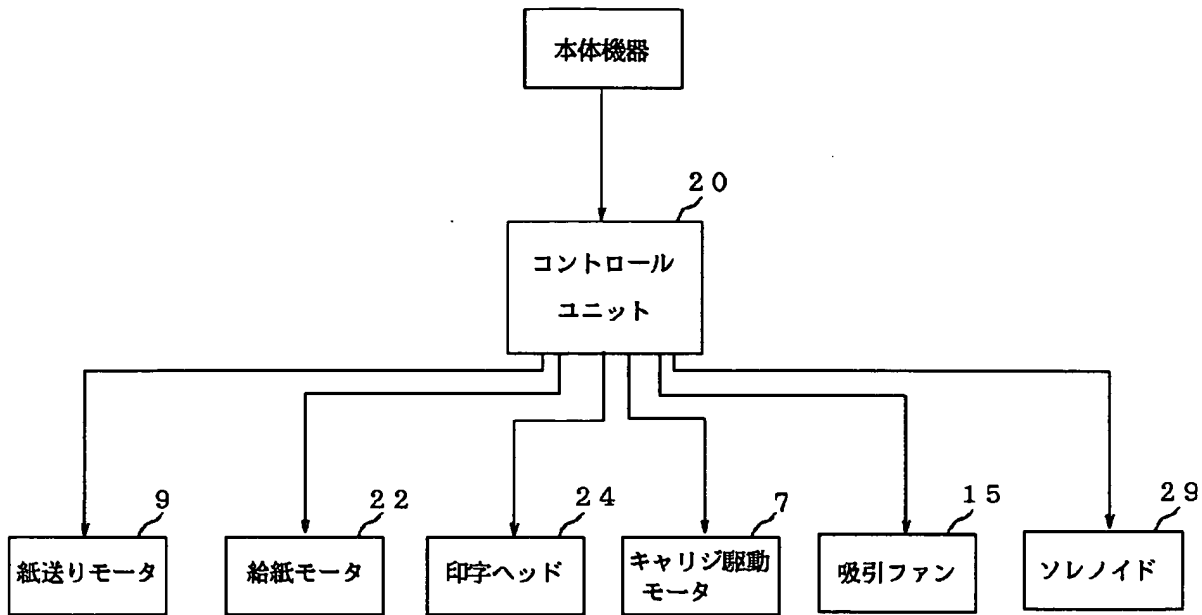 本体機器
２０
コントロール
ユニット
９
２２
２４
７
１５
２９
紙送りモータ
給紙モータ
印字ヘッド
キャリジ駆動
モータ
吸引ファン
ソレノイド